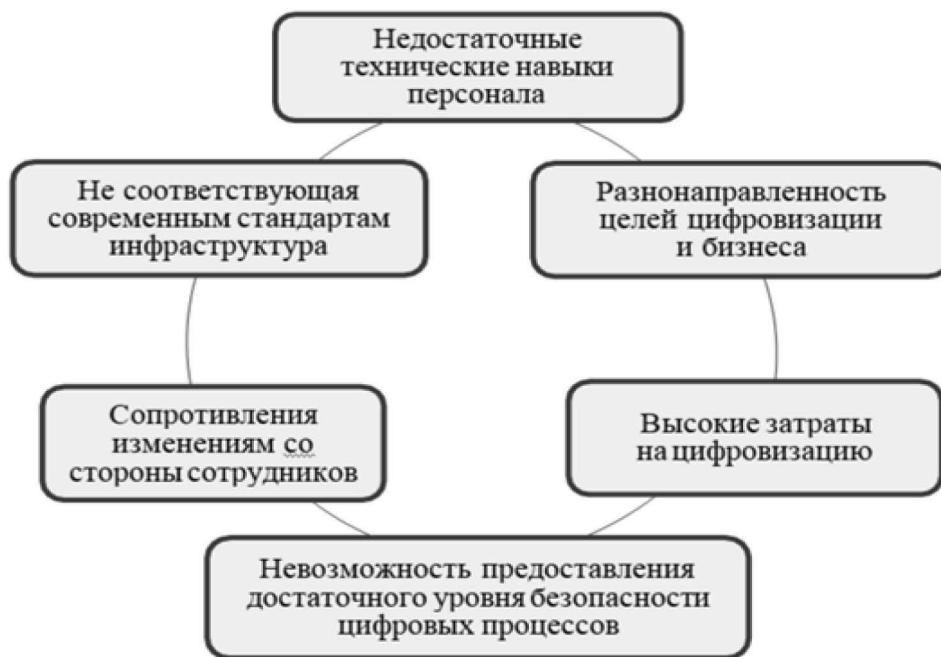 Недостаточные
технические навыки
персонала
Не соответствующая
современным стандартам
инфраструктура
Разнонаправленность
целей цифровизации
и бизнеса
Сопротивления
изменениям со
стороны сотрудников
Высокие затраты
на цифровизацию
Невозможность предоставления
достаточного уровня безопасности
цифровых процессов